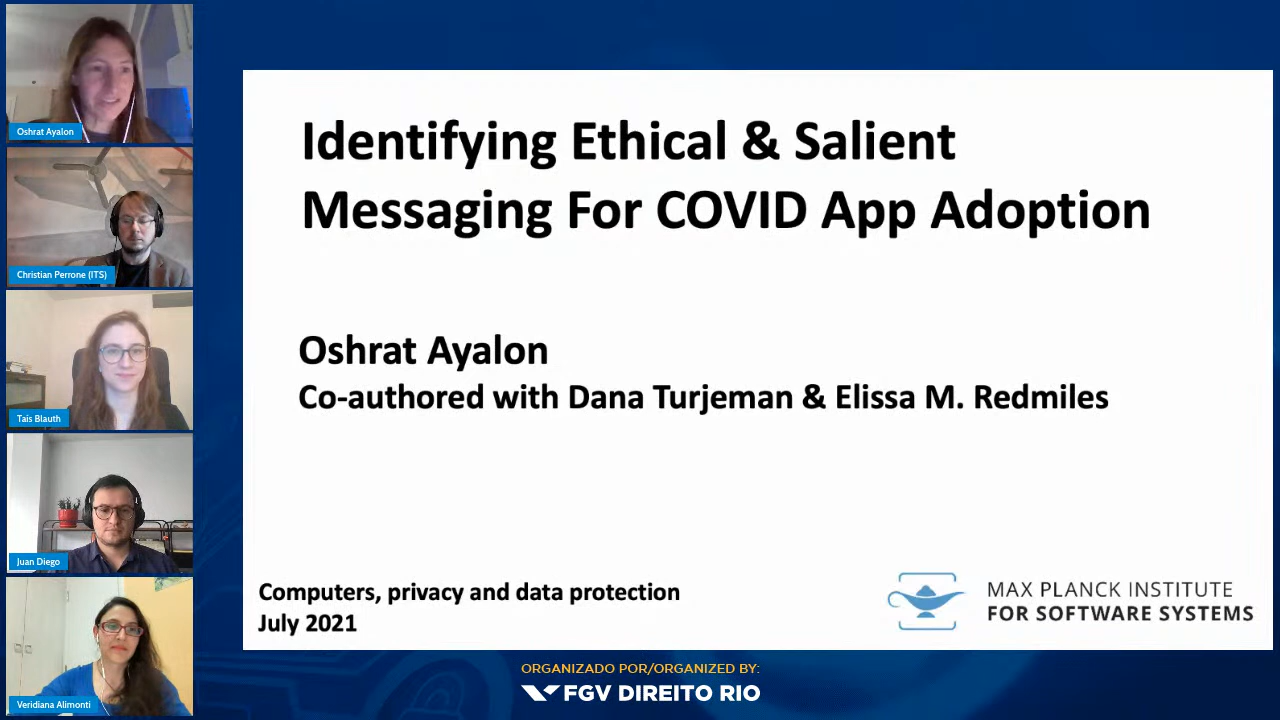 Oshrat Ayalon
Christian Perrone (ITS)
Tais Blauth
Juan Diego
Veridiana Alimonti
Identifying Ethical & Salient
Messaging For COVID App Adoption
Oshrat Ayalon
Co-authored with Dana Turjeman & Elissa M. Redmiles
Computers, privacy and data protection
July 2021
MAX PLANCK INSTITUTE
FOR SOFTWARE SYSTEMS
ORGANIZADO POR/ORGANIZED BY:
FGV DIREITO RIO